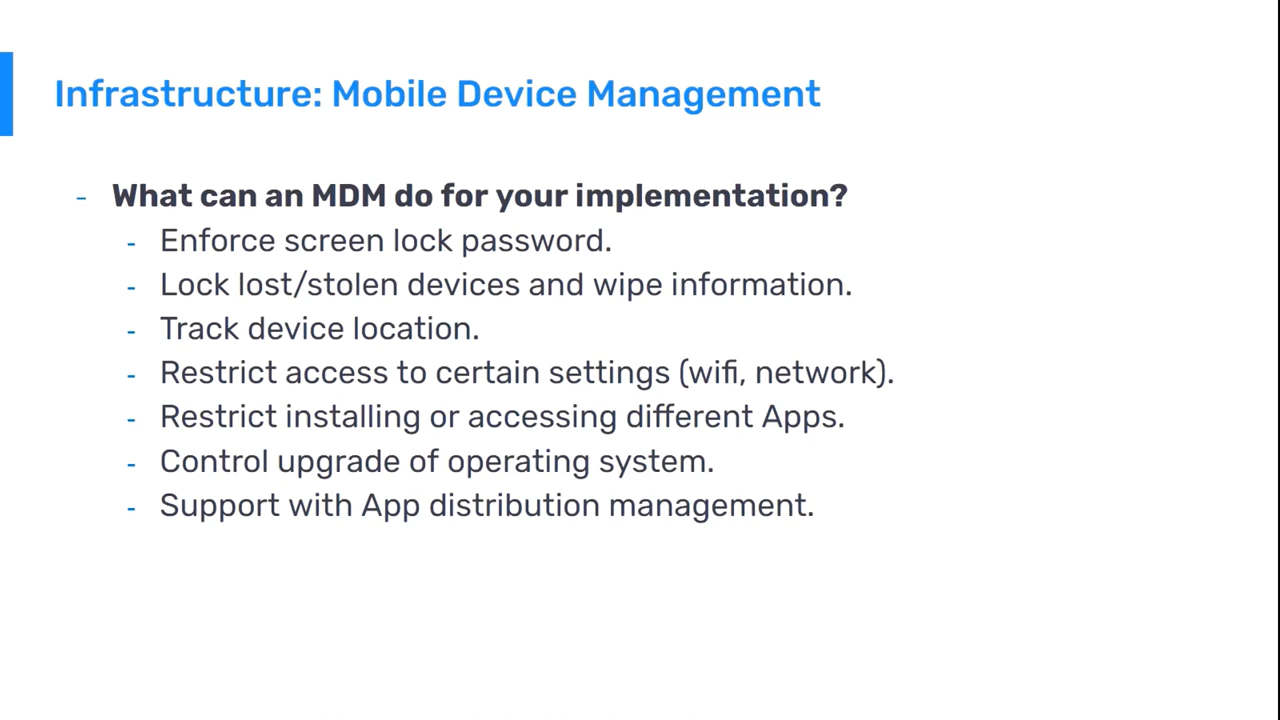 Infrastructure: Mobile Device Management
- What can an MDM do for your implementation?
- Enforce screen lock password.
- Lock lost/stolen devices and wipe information.
- Track device location.
- Restrict access to certain settings (wifi, network).
- Restrict installing or accessing different Apps.
- Control upgrade of operating system.
- Support with App distribution management.